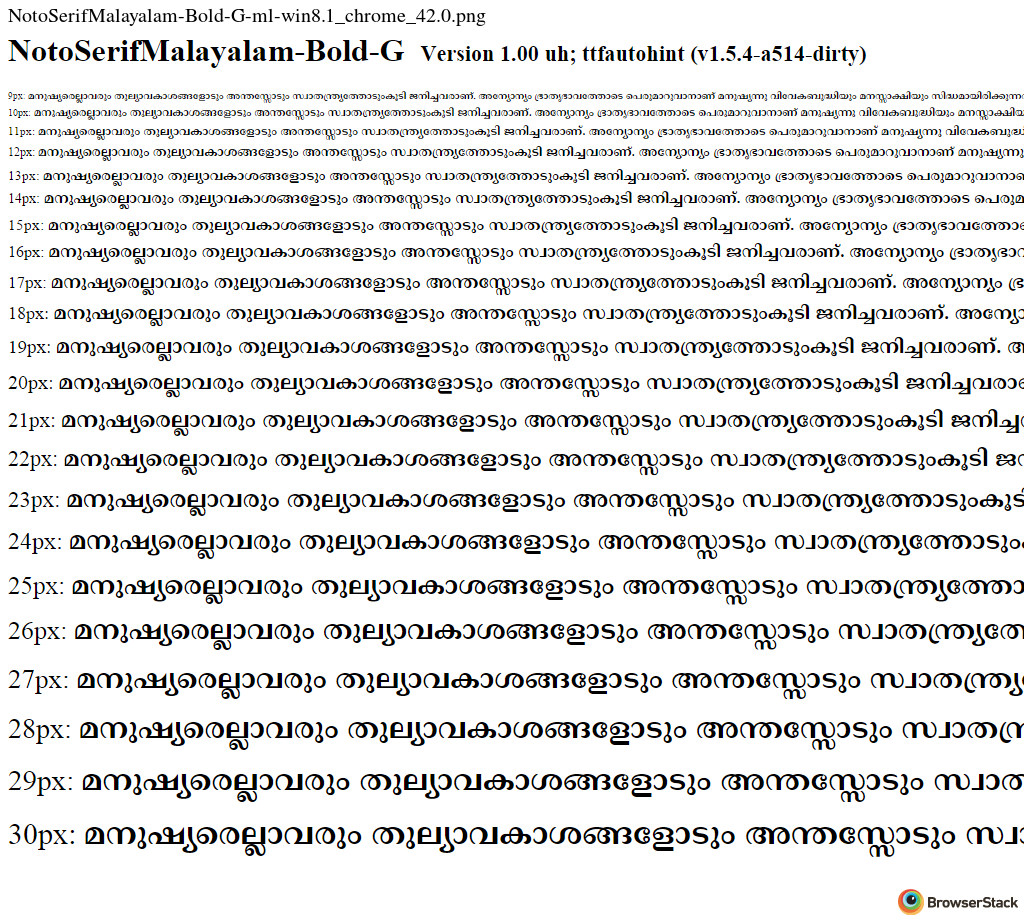 NotoSerifMalayalam-Bold-G-ml-win8.1_chrome_42.0.png
NotoSerifMalayalam-Bold-G Version 1.00 uh; ttfautohint (v1.5.4-a514-dirty)
9px: മനുഷ്യരെല്ലാവരും തുല്യാവകാശങ്ങളോടും അന്തസ്സോടും സ്വാതന്ത്ര്യത്തോടുംകൂടി ജനിച്ചവരാണ്. അന്യോന്യം ഭ്രാതൃഭാവത്തോടെ പെരുമാറുവാനാണ് മനുഷ്യന്നു വിവേകബുദ്ധിയും മനസ്സാക്ഷിയും
10px: മനുഷ്യരെല്ലാവരും തുല്യാവകാശങ്ങളോടും അന്തസ്സോടും സ്വാതന്ത്ര്യത്തോടുംകൂടി ജനിച്ചവരാണ്. അന്യോന്യം ഭ്രാതൃഭാവത്തോടെ പെരുമാറുവാനാണ് മനുഷ്യന്നു വിവേകബുദ്ധിയും
11px: മനുഷ്യരെല്ലാവരും തുല്യാവകാശങ്ങളോടും അന്തസ്സോടും സ്വാതന്ത്ര്യത്തോടുംകൂടി ജനിച്ചവരാണ്. അന്യോന്യം ഭ്രാതൃഭാവത്തോടെ പെരുമാറുവാനാണ് മനുഷ്യന്നു
12px: മനുഷ്യരെല്ലാവരും തുല്യാവകാശങ്ങളോടും അന്തസ്സോടും സ്വാതന്ത്ര്യത്തോടുംകൂടി ജനിച്ചവരാണ്. അന്യോന്യം ഭ്രാതൃഭാവത്തോടെ പെരുമാറുവാനാണ് മനുഷ്യന്നു
13px: മനുഷ്യരെല്ലാവരും തുല്യാവകാശങ്ങളോടും അന്തസ്സോടും സ്വാതന്ത്ര്യത്തോടുംകൂടി ജനിച്ചവരാണ്. അന്യോന്യം ഭ്രാതൃഭാവത്തോടെ
14px: മനുഷ്യരെല്ലാവരും തുല്യാവകാശങ്ങളോടും അന്തസ്സോടും സ്വാതന്ത്ര്യത്തോടുംകൂടി ജനിച്ചവരാണ്. അന്യോന്യം ഭ്രാതൃഭാവത്തോടെ പെരുമ
15px: മനുഷ്യരെല്ലാവരും തുല്യാവകാശങ്ങളോടും അന്തസ്സോടും സ്വാതന്ത്ര്യത്തോടുംകൂടി ജനിച്ചവരാണ്. അന്യോന്യം
16px: മനുഷ്യരെല്ലാവരും തുല്യാവകാശങ്ങളോടും അന്തസ്സോടും സ്വാതന്ത്ര്യത്തോടുംകൂടി ജനിച്ചവരാണ്. അന്യോന്യം
17px: മനുഷ്യരെല്ലാവരും തുല്യാവകാശങ്ങളോടും അന്തസ്സോടും സ്വാതന്ത്ര്യത്തോടുംകൂടി ജനിച്ചവരാണ്. അന്യോന്യം
18px: മനുഷ്യരെല്ലാവരും തുല്യാവകാശങ്ങളോടും അന്തസ്സോടും സ്വാതന്ത്ര്യത്തോടുംകൂടി ജനിച്ചവരാണ്. അന്യോ
19px: മനുഷ്യരെല്ലാവരും തുല്യാവകാശങ്ങളോടും അന്തസ്സോടും സ്വാതന്ത്ര്യത്തോടുംകൂടി ജനിച്ചവരാണ്.
20px: മനുഷ്യരെല്ലാവരും തുല്യാവകാശങ്ങളോടും അന്തസ്സോടും സ്വാതന്ത്ര്യത്തോടുംകൂടി ജനിച്ചവരാ
21px: മനുഷ്യരെല്ലാവരും തുല്യാവകാശങ്ങളോടും അന്തസ്സോടും സ്വാതന്ത്ര്യത്തോടുംകൂടി ജനിച്ച
22px: മനുഷ്യരെല്ലാവരും തുല്യാവകാശങ്ങളോടും അന്തസ്സോടും സ്വാതന്ത്ര്യത്തോടുംകൂടി ജ
23px: മനുഷ്യരെല്ലാവരും തുല്യാവകാശങ്ങളോടും അന്തസ്സോടും സ്വാതന്ത്ര്യത്തോടുംകൂ
24px: മനുഷ്യരെല്ലാവരും തുല്യാവകാശങ്ങളോടും അന്തസ്സോടും സ്വാതന്ത്ര്യത്തോടും
25px: മനുഷ്യരെല്ലാവരും തുല്യാവകാശങ്ങളോടും അന്തസ്സോടും സ്വാതന്ത്ര്യത്തോ
26px: മനുഷ്യരെല്ലാവരും തുല്യാവകാശങ്ങളോടും അന്തസ്സോടും സ്വാതന്ത്ര്യ
27px: മനുഷ്യരെല്ലാവരും തുല്യാവകാശങ്ങളോടും അന്തസ്സോടും സ്വാതന്ത്ര്യ
28px: മനുഷ്യരെല്ലാവരും തുല്യാവകാശങ്ങളോടും അന്തസ്സോടും സ്വാത
29px: മനുഷ്യരെല്ലാവരും തുല്യാവകാശങ്ങളോടും അന്തസ്സോടും സ്വാത
30px: മനുഷ്യരെല്ലാവരും തുല്യാവകാശങ്ങളോടും അന്തസ്സോടും സ്വാ
BrowserStack